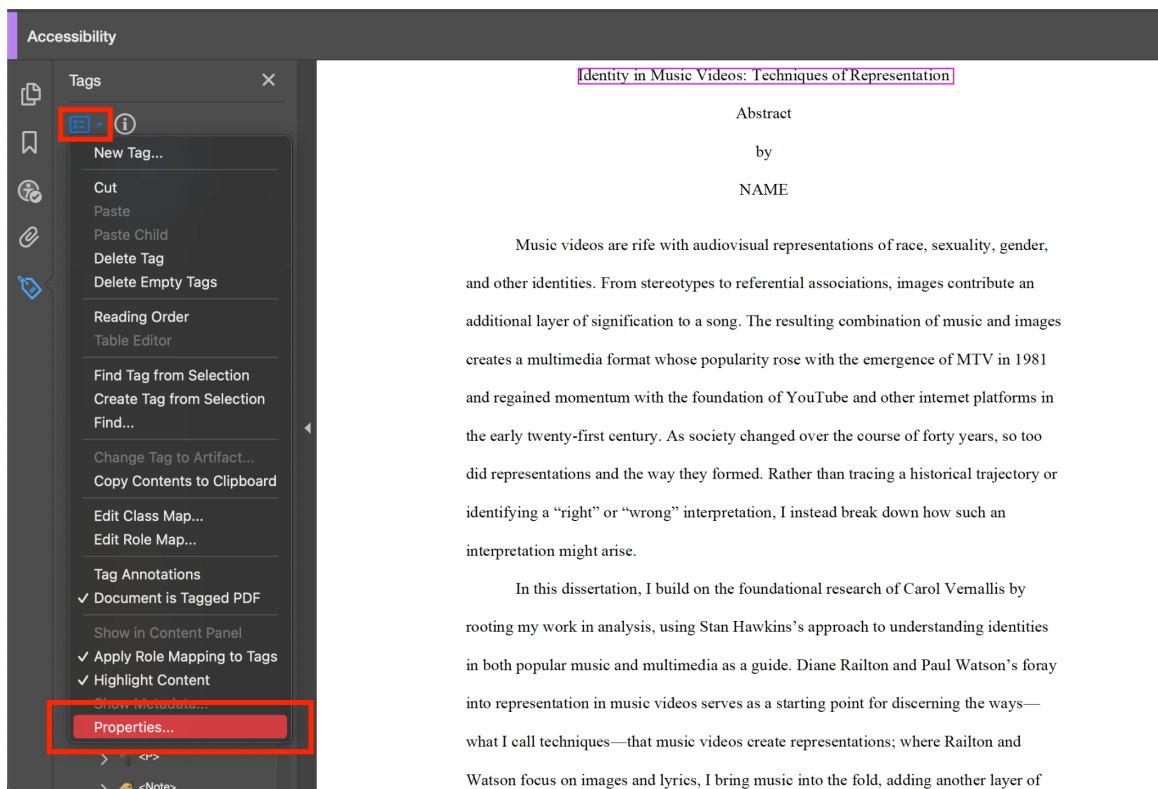 Accessibility
Tags
New Tag...
Cut
Paste
Paste Child
Delete Tag
Delete Empty Tags
Reading Order
Table Editor
Find Tag from Selection
Create Tag from Selection
Find...
Change Tag to Artifact...
Copy Contents to Clipboard
Edit Class Map...
Edit Role Map...
Tag Annotations
✓ Document is Tagged PDF
Show in Content Panel
✓ Apply Role Mapping to Tags
✓ Highlight Content
Show Metadata...
Properties...
<P>
<Note>
Identity in Music Videos: Techniques of Representation
Abstract
by
NAME
Music videos are rife with audiovisual representations of race, sexuality, gender,
and other identities. From stereotypes to referential associations, images contribute an
additional layer of signification to a song. The resulting combination of music and images
creates a multimedia format whose popularity rose with the emergence of MTV in 1981
and regained momentum with the foundation of YouTube and other internet platforms in
the early twenty-first century. As society changed over the course of forty years, so too
did representations and the way they formed. Rather than tracing a historical trajectory or
identifying a “right” or “wrong” interpretation, I instead break down how such an
interpretation might arise.
In this dissertation, I build on the foundational research of Carol Vernallis by
rooting my work in analysis, using Stan Hawkins’s approach to understanding identities
in both popular music and multimedia as a guide. Diane Railton and Paul Watson’s foray
into representation in music videos serves as a starting point for discerning the ways—
what I call techniques—that music videos create representations; where Railton and
Watson focus on images and lyrics, I bring music into the fold, adding another layer of